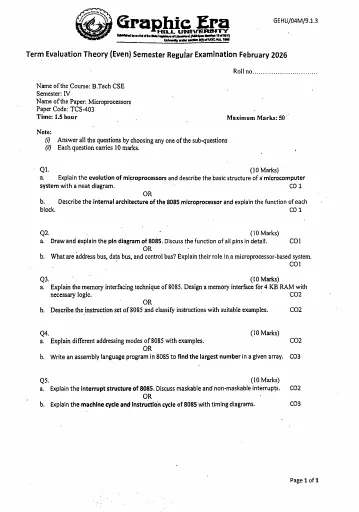 GEHU/04M/9.1.3
Graphic Era
HILL UNIVERSITY
Term Evaluation Theory (Even) Semester Regular Examination February 2026
Roll no..............................
Name of the Course: B.Tech CSE
Semester: IV
Name of the Paper: Microprocessors
Paper Code: TCS-403
Time: 1.5 hour Maximum Marks: 50
Note:
(i) Answer all the questions by choosing any one of the sub-questions
(ii) Each question carries 10 marks.
Q1. (10 Marks)
a. Explain the evolution of microprocessors and describe the basic structure of a microcomputer
system with a neat diagram. CO 1
OR
b. Describe the internal architecture of the 8085 microprocessor and explain the function of each
block. CO 1
Q2. (10 Marks)
a. Draw and explain the pin diagram of 8085. Discuss the function of all pins in detail. CO1
OR
b. What are address bus, data bus, and control bus? Explain their role in a microprocessor-based system.
CO1
Q3. (10 Marks)
a. Explain the memory interfacing technique of 8085. Design a memory interface for 4 KB RAM with
necessary logic. CO2
OR
b. Describe the instruction set of 8085 and classify instructions with suitable examples. CO2
Q4. (10 Marks)
a. Explain different addressing modes of 8085 with examples. CO2
OR
b. Write an assembly language program in 8085 to find the largest number in a given array. CO3
Q5. (10 Marks)
a. Explain the interrupt structure of 8085. Discuss maskable and non-maskable interrupts. CO2
OR
b. Explain the machine cycle and instruction cycle of 8085 with timing diagrams. CO3
Page 1 of 1